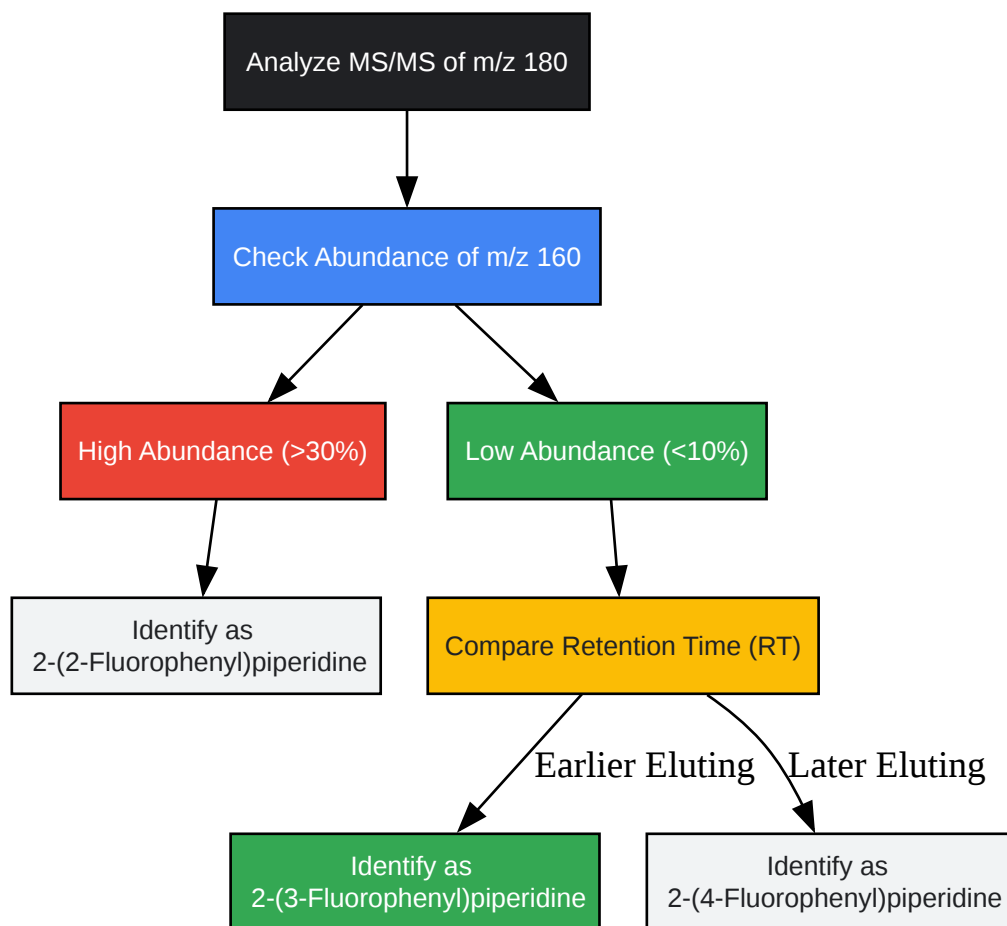 Analyze MS/MS of m/z 180
Check Abundance of m/z 160
High Abundance (>30%)
Low Abundance (<10%)
Identify as
2-(2-Fluorophenyl)piperidine
Compare Retention Time (RT)
Earlier Eluting
Later Eluting
Identify as
2-(3-Fluorophenyl)piperidine
Identify as
2-(4-Fluorophenyl)piperidine